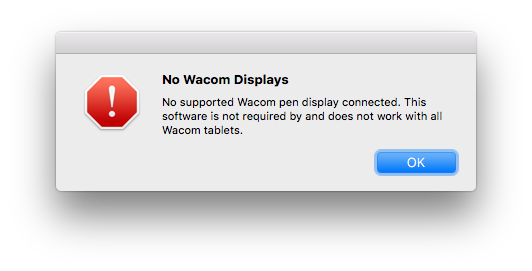 No Wacom Displays
No supported Wacom pen display connected. This
software is not required by and does not work with all
Wacom tablets.
OK